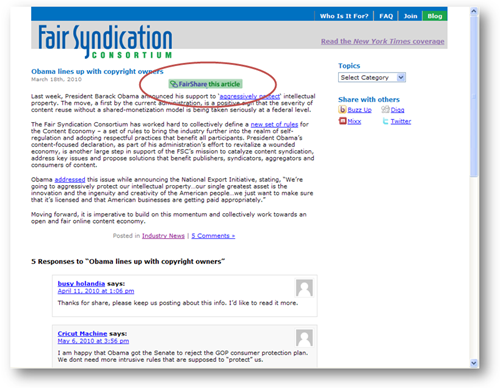 Who Is It For? | FAQ | Join | Blog
Fair Syndication
CONSORTIUM
Read the New York Times coverage
Obama lines up with copyright owners
March 18th, 2010
FairShare this article
Last week, President Barack Obama announced his support to "aggressively protect" intellectual
property. The move, a first by the current administration, is a positive sign that the severity of
content reuse without a shared-monetization model is being taken seriously at a federal level.
The Fair Syndication Consortium has worked hard to collectively define a new set of rules for
the Content Economy – a set of rules to bring the industry further into the realm of self-
regulation and adopting respectful practices that benefit all participants. President Obama's
content-focused declaration, as part of his administration's effort to revitalize a wounded
economy, is another large step in support of the FSC's mission to catalyze content syndication,
address key issues and propose solutions that benefit publishers, syndicators, aggregators and
consumers of content.
Obama addressed this issue while announcing the National Export Initiative, stating, "We're
going to aggressively protect our intellectual property…our single greatest asset is the
innovation and the ingenuity and creativity of the American people…we just want to make sure
that it's licensed and that American businesses are getting paid appropriately."
Moving forward, it is imperative to build on this momentum and collectively work towards an
open and fair online content economy.
Posted in Industry News | 5 Comments »
5 Responses to "Obama lines up with copyright owners"
busy holandia says:
April 11, 2010 at 1:06 pm
Thanks for share, please keep us posting about this info. I'd like to read it more.
Cricut Machine says:
May 6, 2010 at 3:56 pm
I am happy that Obama got the Senate to reject the GOP consumer protection plan.
We dont need more intrusive rules that are supposed to "protect" us.
Topics
Select Category
Share with others
Buzz Up
Digg
Mixx
Twitter